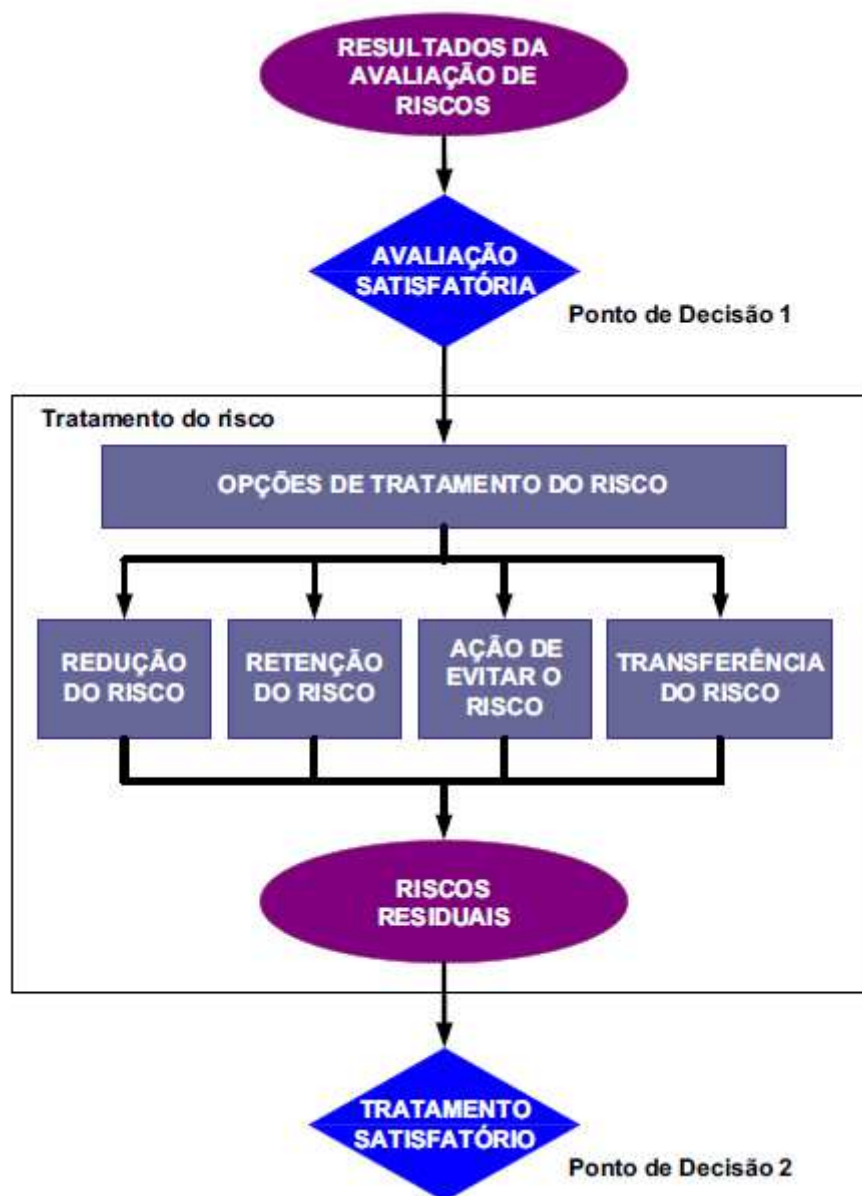 RESULTADOS DA
AVALIAÇÃO DE
RISCOS
AVALIAÇÃO
SATISFATÓRIA
Ponto de Decisão 1
Tratamento do risco
OPÇÕES DE TRATAMENTO DO RISCO
REDUÇÃO
DO RISCO
RETENÇÃO
DO RISCO
AÇÃO DE
EVITAR O
RISCO
TRANSFERÊNCIA
DO RISCO
RISCOS
RESIDUAIS
TRATAMENTO
SATISFATÓRIO
Ponto de Decisão 2